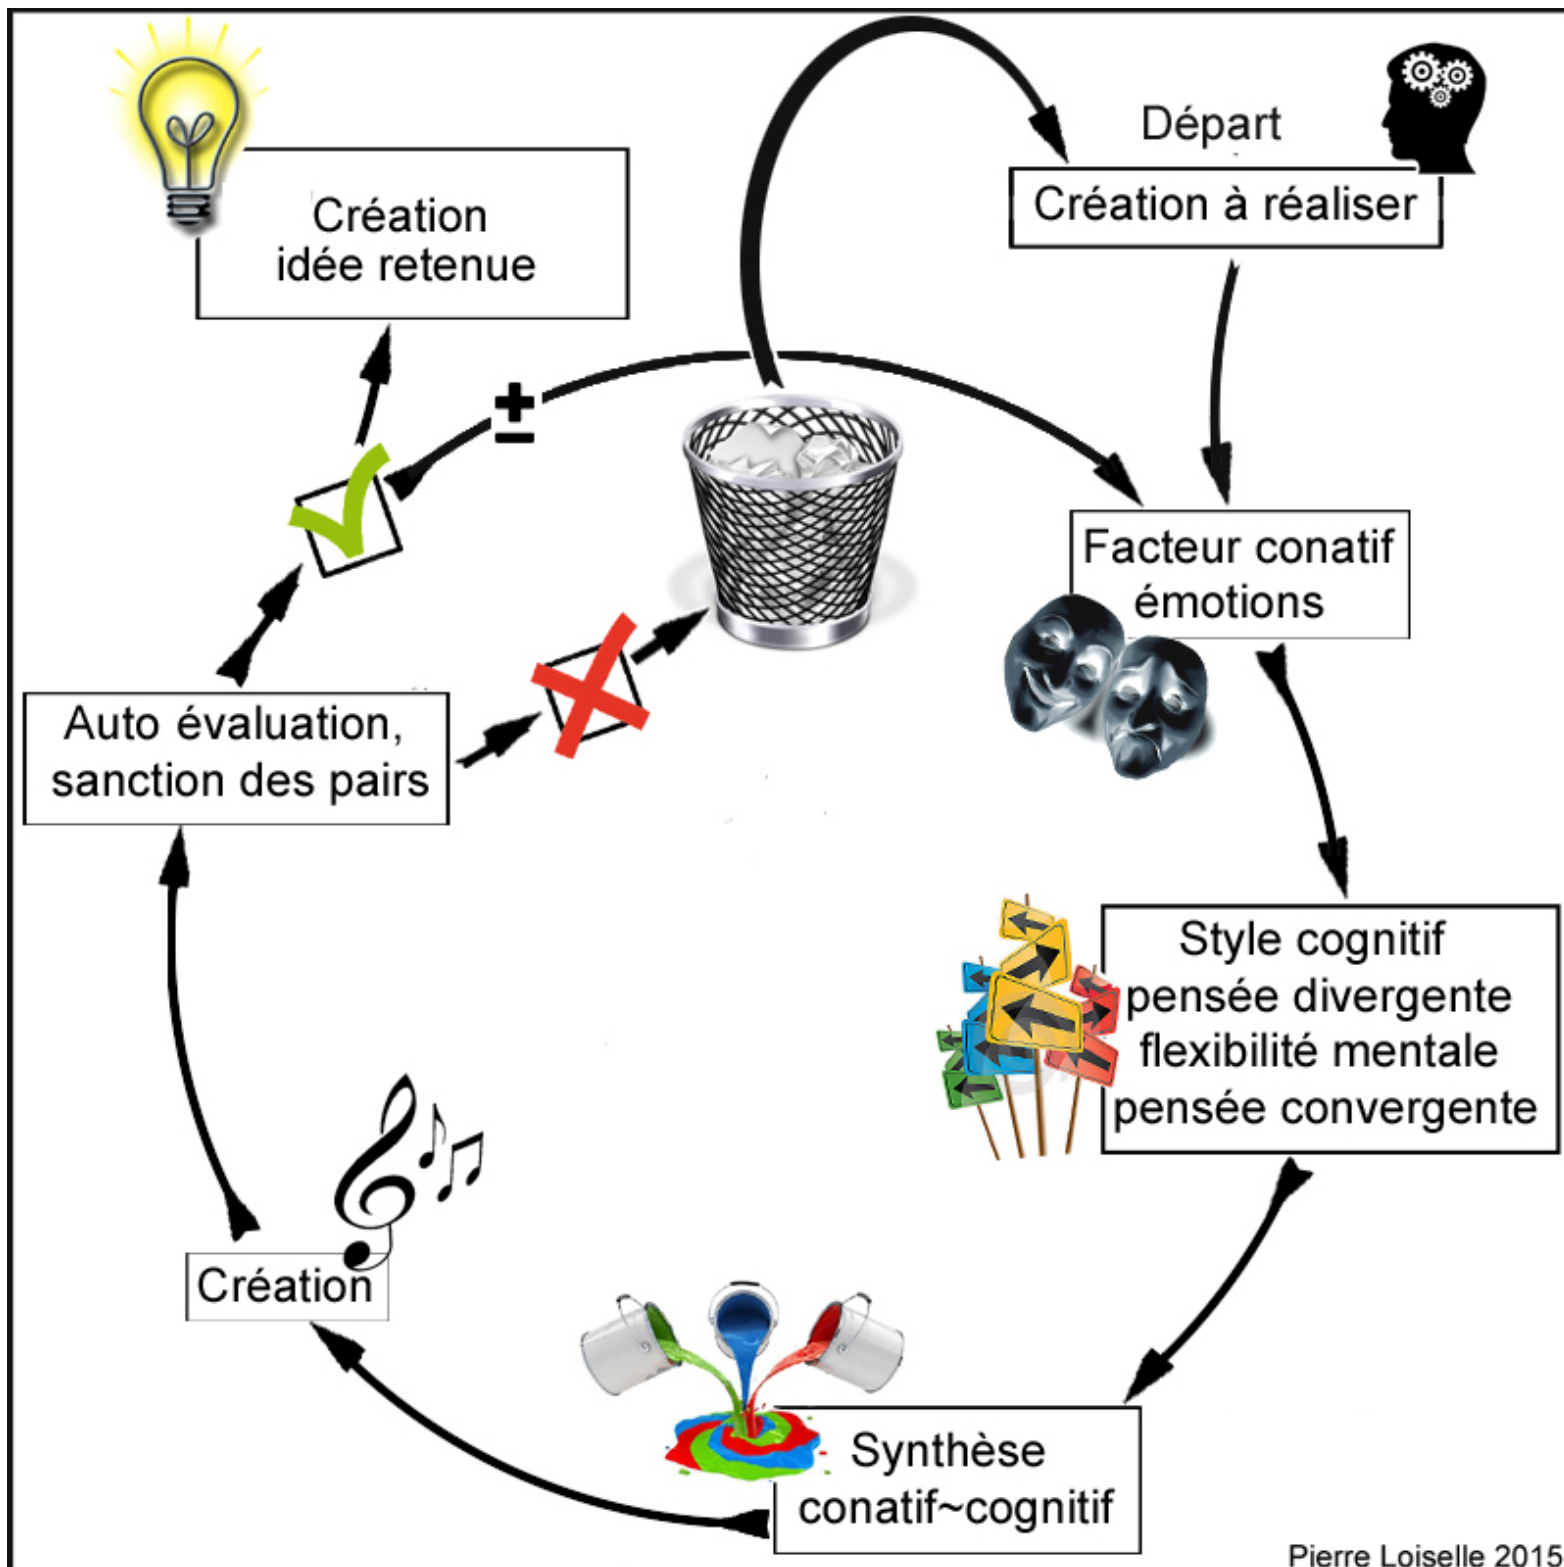 Départ
Création à réaliser
Création
idée retenue
±
Facteur conatif
émotions
Auto évaluation,
sanction des pairs
Style cognitif
pensée divergente
flexibilité mentale
pensée convergente
Création
Synthèse
conatif~cognitif
Pierre Loiselle 2015